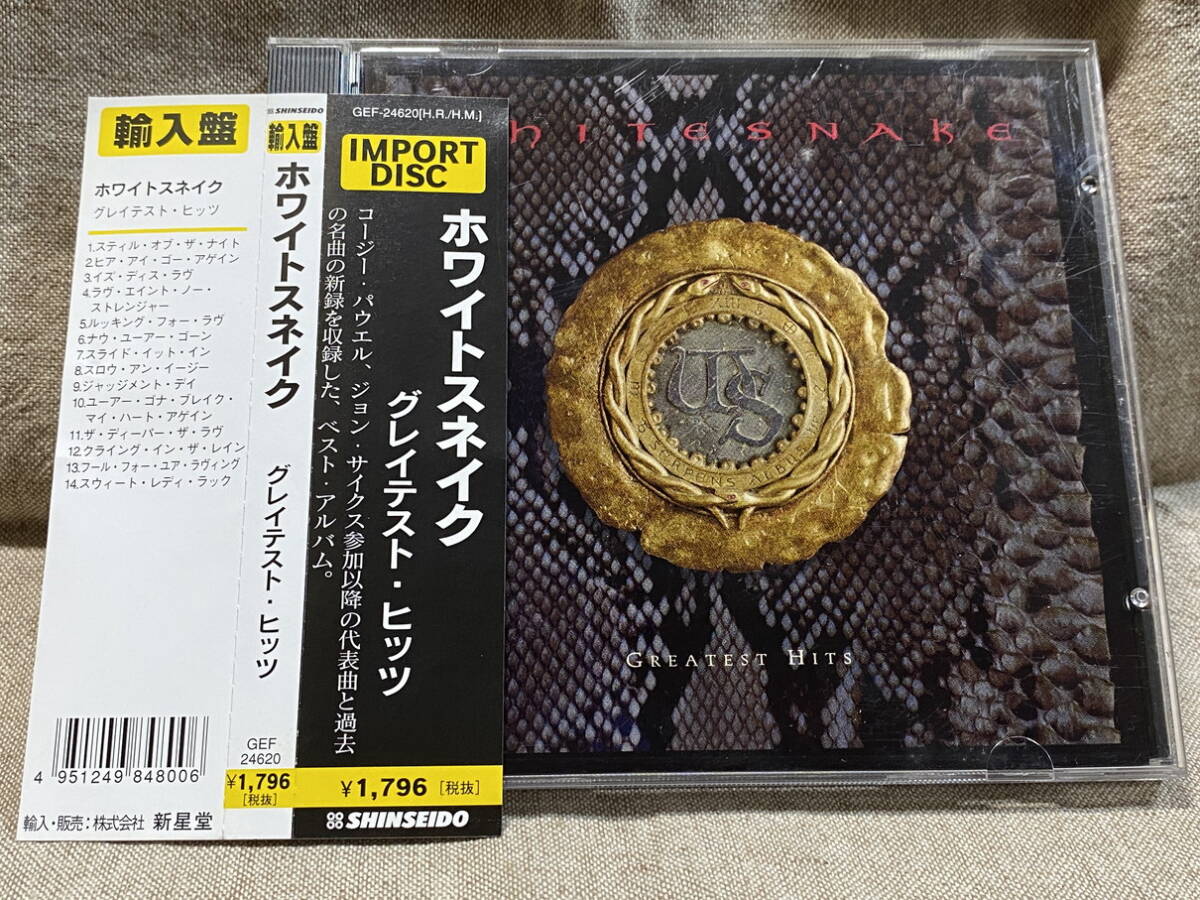 輸入盤
ホワイトスネイク
グレイテスト・ヒッツ
1.スティル・オブ・ザ・ナイト
2.ヒア・アイ・ゴー・アゲイン
3.イズ・ディス・ラヴ
4.ラヴ・エイント・ノー・
ストレンジャー
5.ルッキング・フォー・ラヴ
6.ナウ・ユーアー・ゴーン
7.スライド・イット・イン
8.スロウ・アン・イージー
9.ジャッジメント・デイ
10.ユーアー・ゴナ・ブレイク・
マイ・ハート・アゲイン
11.ザ・ディーパー・ザ・ラヴ
12.クライング・イン・ザ・レイン
13.フール・フォー・ユア・ラヴィング
14.スウィート・レディ・ラック
4 951249 848006
輸入・販売：株式会社 新星堂
SHINSEIDO
輸入盤
ホワイトスネイク
グレイテスト・ヒッツ
GEF
24620
¥1,796
[税抜]
GEF-24620[H.R./H.M.]
IMPORT
DISC
ホワイトスネイク
グレイテスト・ヒッツ
コージー・パウエル、ジョン・サイクス参加以降の代表曲と過去
の名曲の新録を収録した、ベスト・アルバム。
¥1,796 [税抜]
SHINSEIDO
HITESNAKE
WS
GREATEST HITS